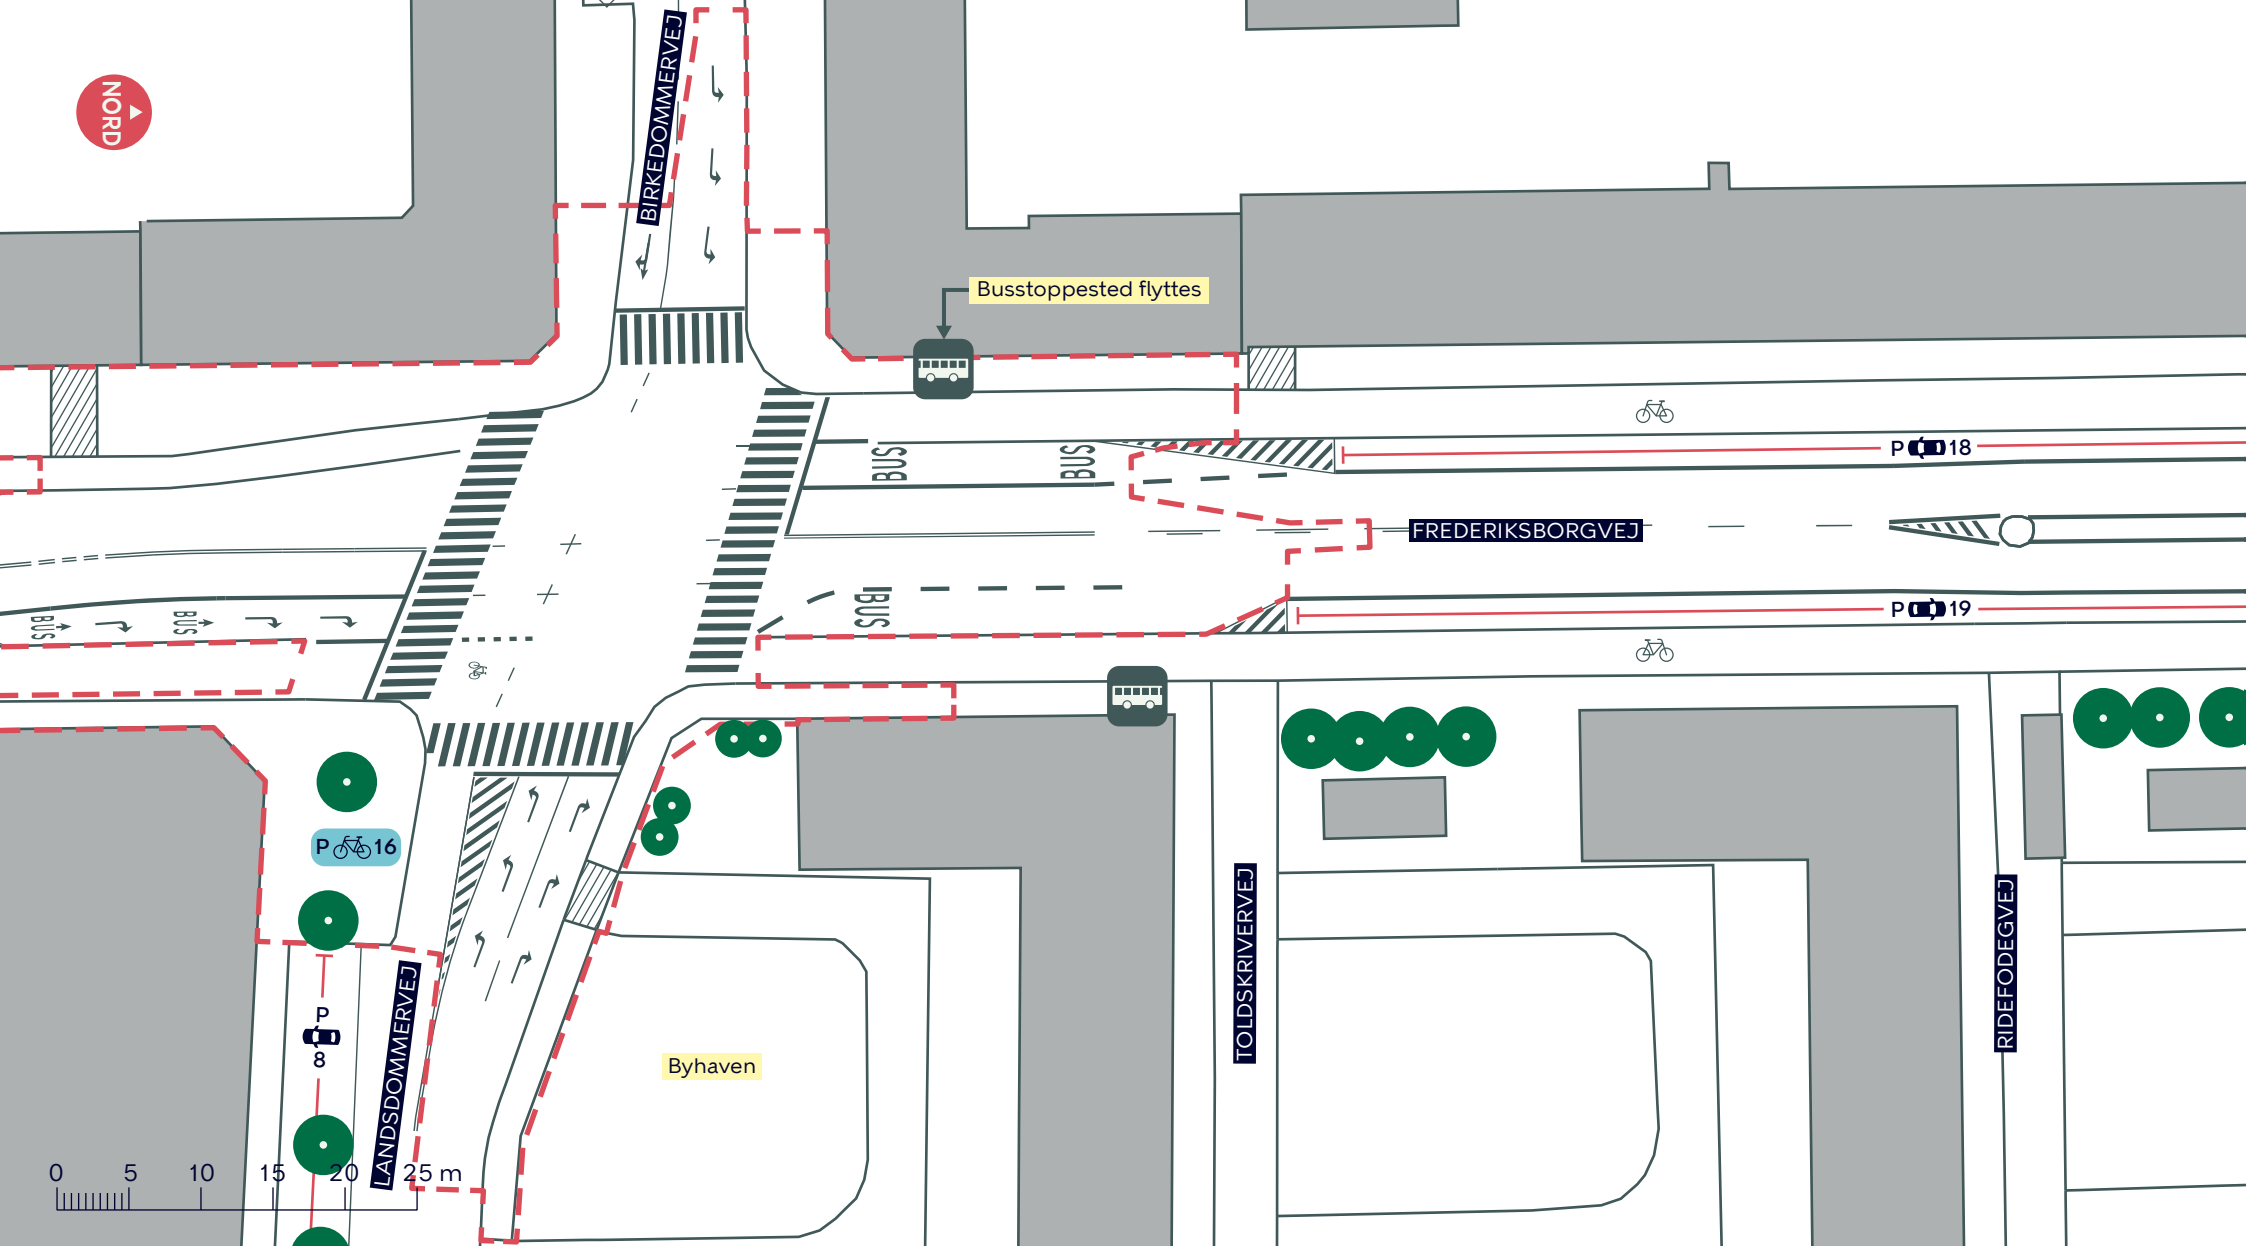 NORD
BIRKEDOMMERVEJ
Busstoppested flyttes
BUS
BUS
P 18
FREDERIKSBORGVEJ
BUS
BUS
BUS
P 19
P 16
P
8
LANDSDOMMERVEJ
Byhaven
TOLDSKRIVERVEJ
RIDEFODEGVEJ
0 5 10 15 20 25 m